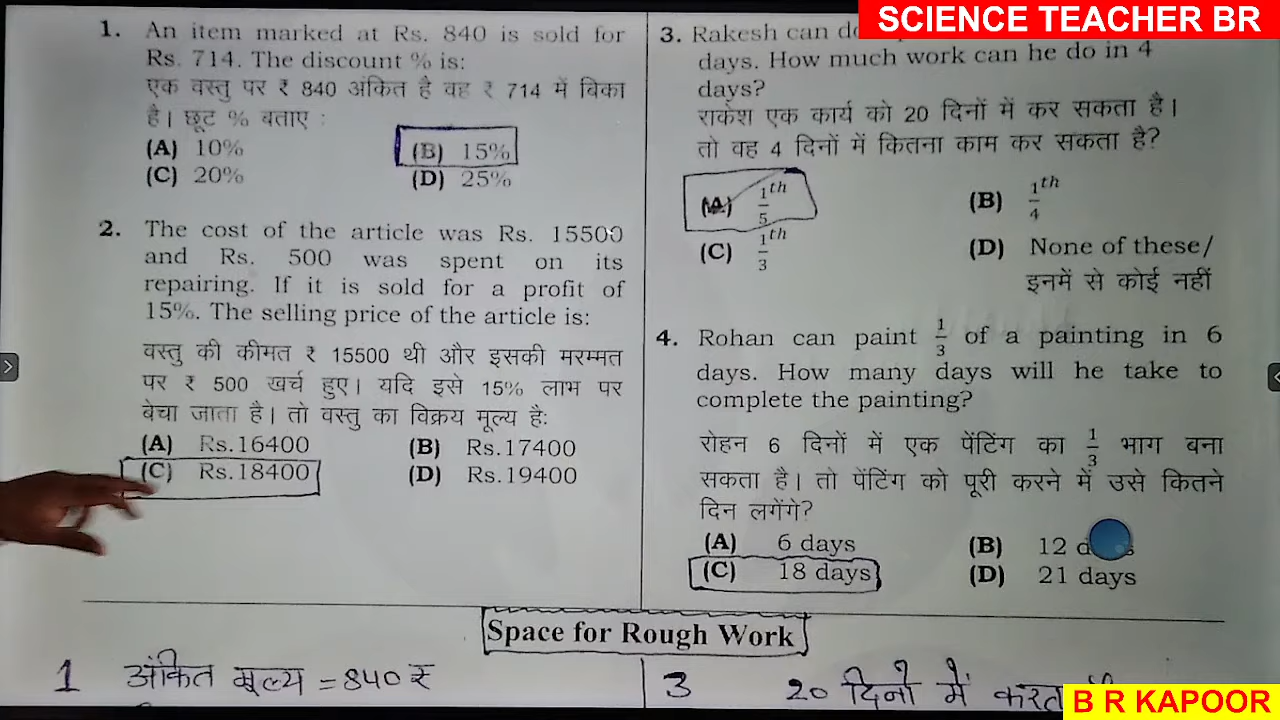 SCIENCE TEACHER BR
1. An item marked at Rs. 840 is sold for
Rs. 714. The discount % is:
एक वस्तु पर ₹ 840 अंकित है वह ₹ 714 में बिका
है। छूट % बताए :
(A) 10%
(B) 15%
(C) 20%
(D) 25%
2. The cost of the article was Rs. 15500
and Rs. 500 was spent on its
repairing. If it is sold for a profit of
15%. The selling price of the article is:
वस्तु की कीमत ₹ 15500 थी और इसकी मरम्मत
पर ₹ 500 खर्च हुए। यदि इसे 15% लाभ पर
बेचा जाता है। तो वस्तु का विक्रय मूल्य है:
(A) Rs.16400
(B) Rs.17400
(C) Rs.18400
(D) Rs.19400
3. Rakesh can
days. How much work can he do in 4
days?
राकेश एक कार्य को 20 दिनों में कर सकता है।
तो वह 4 दिनों में कितना काम कर सकता है?
(A) 1/5 th
(B) 1/4 th
(C) 1/3 th
(D) None of these/
इनमें से कोई नहीं
4. Rohan can paint 1/3 of a painting in 6
days. How many days will he take to
complete the painting?
रोहन 6 दिनों में एक पेंटिंग का 1/3 भाग बना
सकता है। तो पेंटिंग को पूरी करने में उसे कितने
दिन लगेंगे?
(A) 6 days
(B) 12
(C) 18 days
(D) 21 days
Space for Rough Work
1 अंकित मूल्य = 840 ₹
3 20 दिनों में
B R KAPOOR